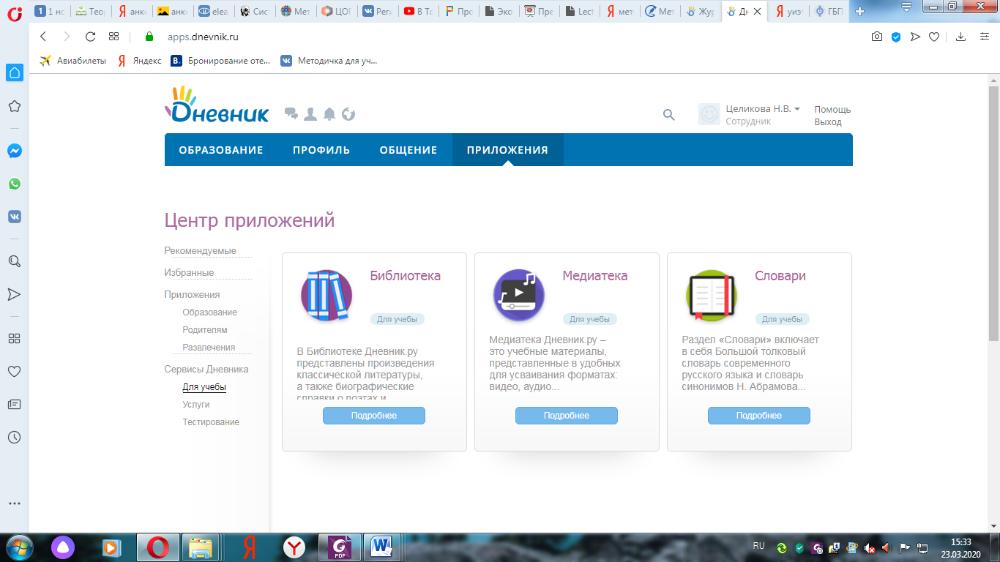 1 но
Теор
анке
анке
elea
Сис
Мет
ЦОГ
Реги
В То
Про
Эко
Пре
Lect
мет
Мет
Жур
Дн
уиэт
ГБП
apps.dnevnik.ru
Авиабилеты
Яндекс
B. Бронирование оте...
Методичка для уч...
Дневник
Целикова Н.В.
Сотрудник
Помощь
Выход
ОБРАЗОВАНИЕ ПРОФИЛЬ ОБЩЕНИЕ ПРИЛОЖЕНИЯ
Центр приложений
Рекомендуемые
Избранные
Приложения
Образование
Родителям
Развлечения
Сервисы Дневника
Для учебы
Услуги
Тестирование
Библиотека
Для учебы
В Библиотеке Дневник.ру
представлены произведения
классической литературы,
а также биографические
справки о поэтах и
Подробнее
Медиатека
Для учебы
Медиатека Дневник.ру –
это учебные материалы,
представленные в удобных
для усваивания форматах:
видео, аудио...
Подробнее
Словари
Для учебы
Раздел «Словари» включает
в себя Большой толковый
словарь современного
русского языка и словарь
синонимов Н. Абрамова...
Подробнее
PDF
RU
15:33
23.03.2020